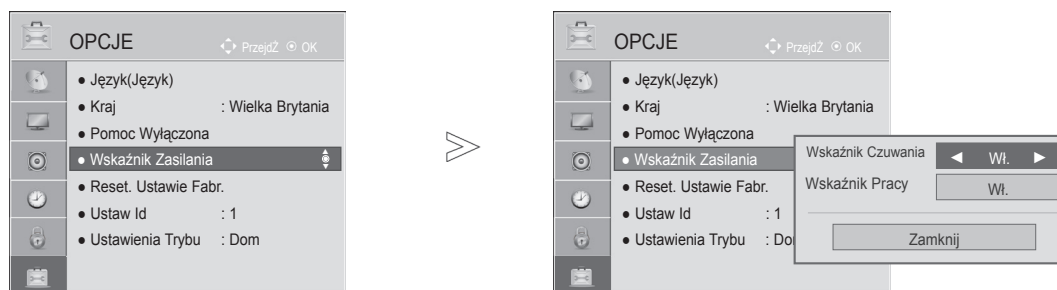 OPCJE PrzejdŹ OK
● Język(Język)
● Kraj : Wielka Brytania
● Pomoc Wyłączona
● Wskaźnik Zasilania
● Reset. Ustawie Fabr.
● Ustaw Id : 1
● Ustawienia Trybu : Dom
OPCJE PrzejdŹ OK
● Język(Język)
● Kraj : Wielka Brytania
● Pomoc Wyłączona
● Wskaźnik Zasilania
● Reset. Ustawie Fabr.
● Ustaw Id : 1
● Ustawienia Trybu : Do
Wskaźnik Czuwania ◄ Wł. ►
Wskaźnik Pracy Wł.
Zamknij